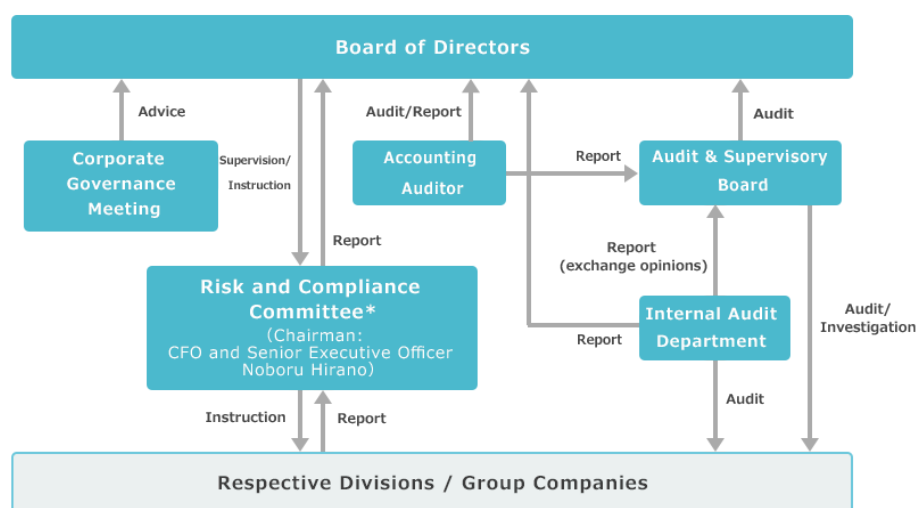 Board of Directors
Advice
Audit/Report
Audit
Corporate
Governance
Meeting
Supervision/
Instruction
Accounting
Auditor
Report
Audit & Supervisory
Board
Report
Report
(exchange opinions)
Risk and Compliance
Committee*
(Chairman:
CFO and Senior Executive Officer
Noboru Hirano)
Internal Audit
Department
Report
Audit/
Investigation
Instruction
Report
Audit
Respective Divisions / Group Companies